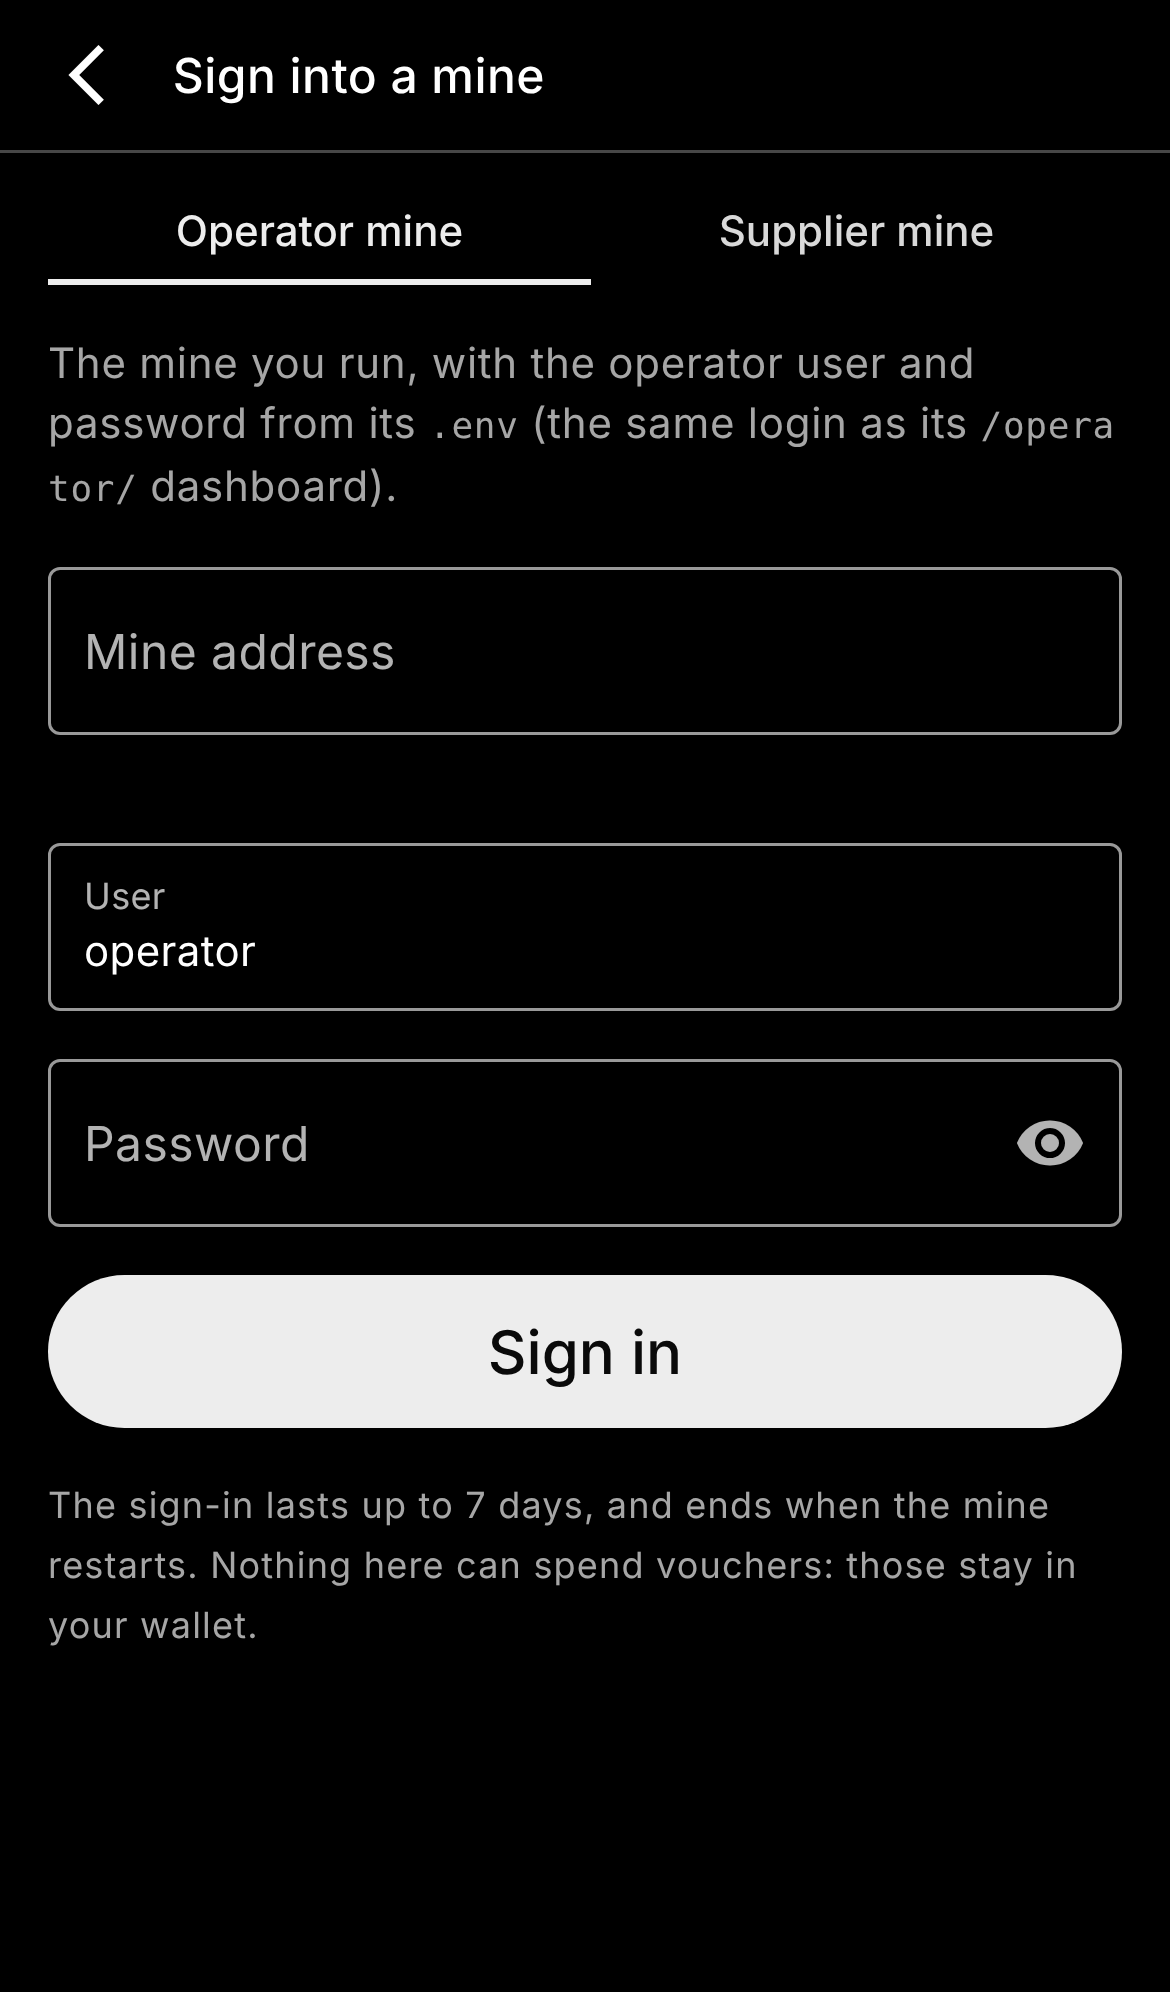 Sign into a mine
Operator mine
Supplier mine
The mine you run, with the operator user and
password from its .env (the same login as its /opera
tor/ dashboard).
Mine address
User
operator
Password
Sign in
The sign-in lasts up to 7 days, and ends when the mine
restarts. Nothing here can spend vouchers: those stay in
your wallet.